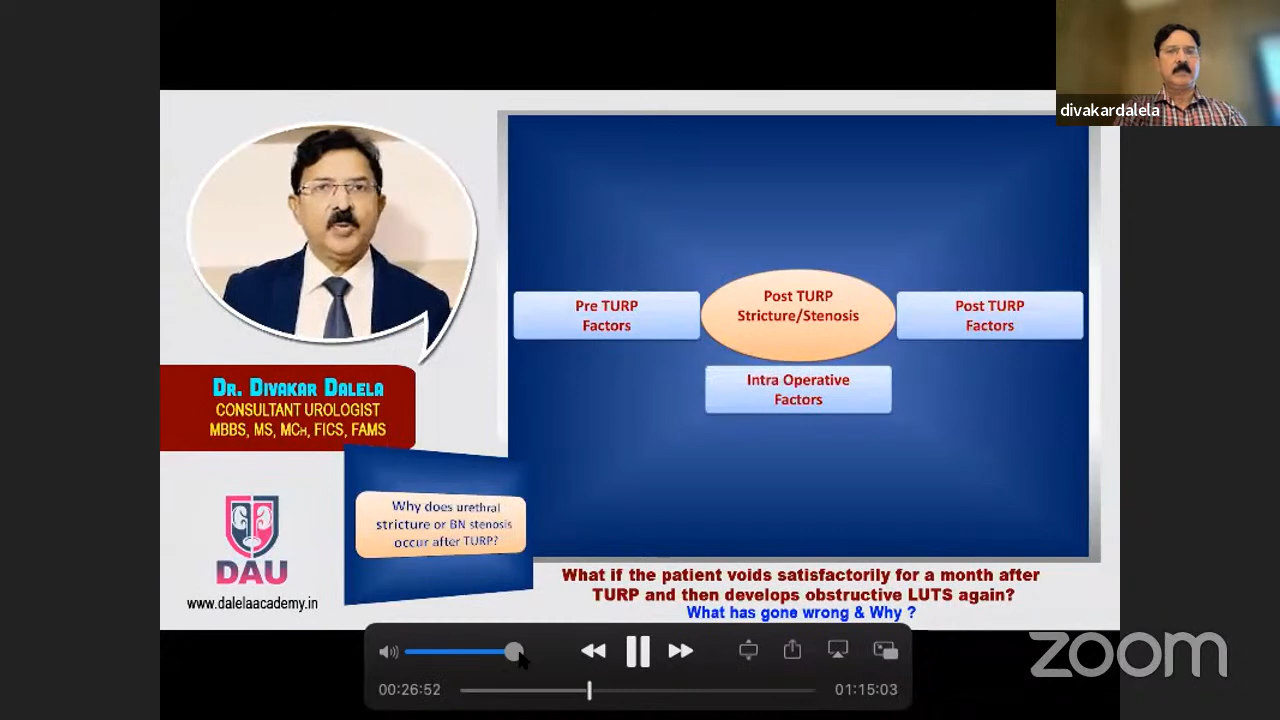 divakardalela
Pre TURP
Factors
Post TURP
Stricture/Stenosis
Post TURP
Factors
Intra Operative
Factors
DR. DIVAKAR DALELA
CONSULTANT UROLOGIST
MBBS, MS, MCH, FICS, FAMS
Why does urethral
stricture or BN stenosis
occur after TURP?
DAU
www.dalelaacademy.in
What if the patient voids satisfactorily for a month after
TURP and then develops obstructive LUTS again?
What has gone wrong & Why ?
00:26:52
01:15:03
zoom